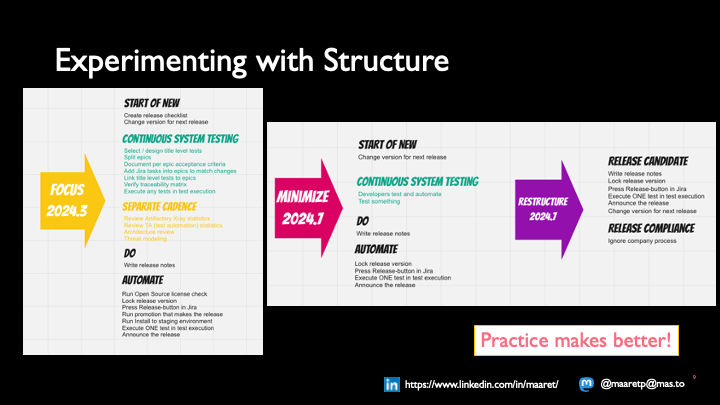 Experimenting with Structure
FOCUS
2024.3
START OF NEW
Create release checklist
Change version for next release
CONTINUOUS SYSTEM TESTING
Select / design title level tests
Split epics
Document per epic acceptance criteria
Add Jira tasks into epics to match changes
Link title level tests to epics
Verify traceability matrix
Execute any tests in test execution
SEPARATE CADENCE
Review Artifactory X-ray statistics
Review TA (test automation) statistics
Architecture review
Threat modeling
DO
Write release notes
AUTOMATE
Run Open Source license check
Lock release version
Press Release-button in Jira
Run promotion that makes the release
Run Install to staging environment
Execute ONE test in test execution
Announce the release
MINIMIZE
2024.7
START OF NEW
Change version for next release
CONTINUOUS SYSTEM TESTING
Developers test and automate
Test something
DO
Write release notes
AUTOMATE
Lock release version
Press Release-button in Jira
Execute ONE test in test execution
Announce the release
RESTRUCTURE
2024.7
RELEASE CANDIDATE
Write release notes
Lock release version
Press Release-button in Jira
Execute ONE test in test execution
Announce the release
Change version for next release
RELEASE COMPLIANCE
Ignore company process
Practice makes better!
in https://www.linkedin.com/in/maaret/
m @maaretp@mas.to
9